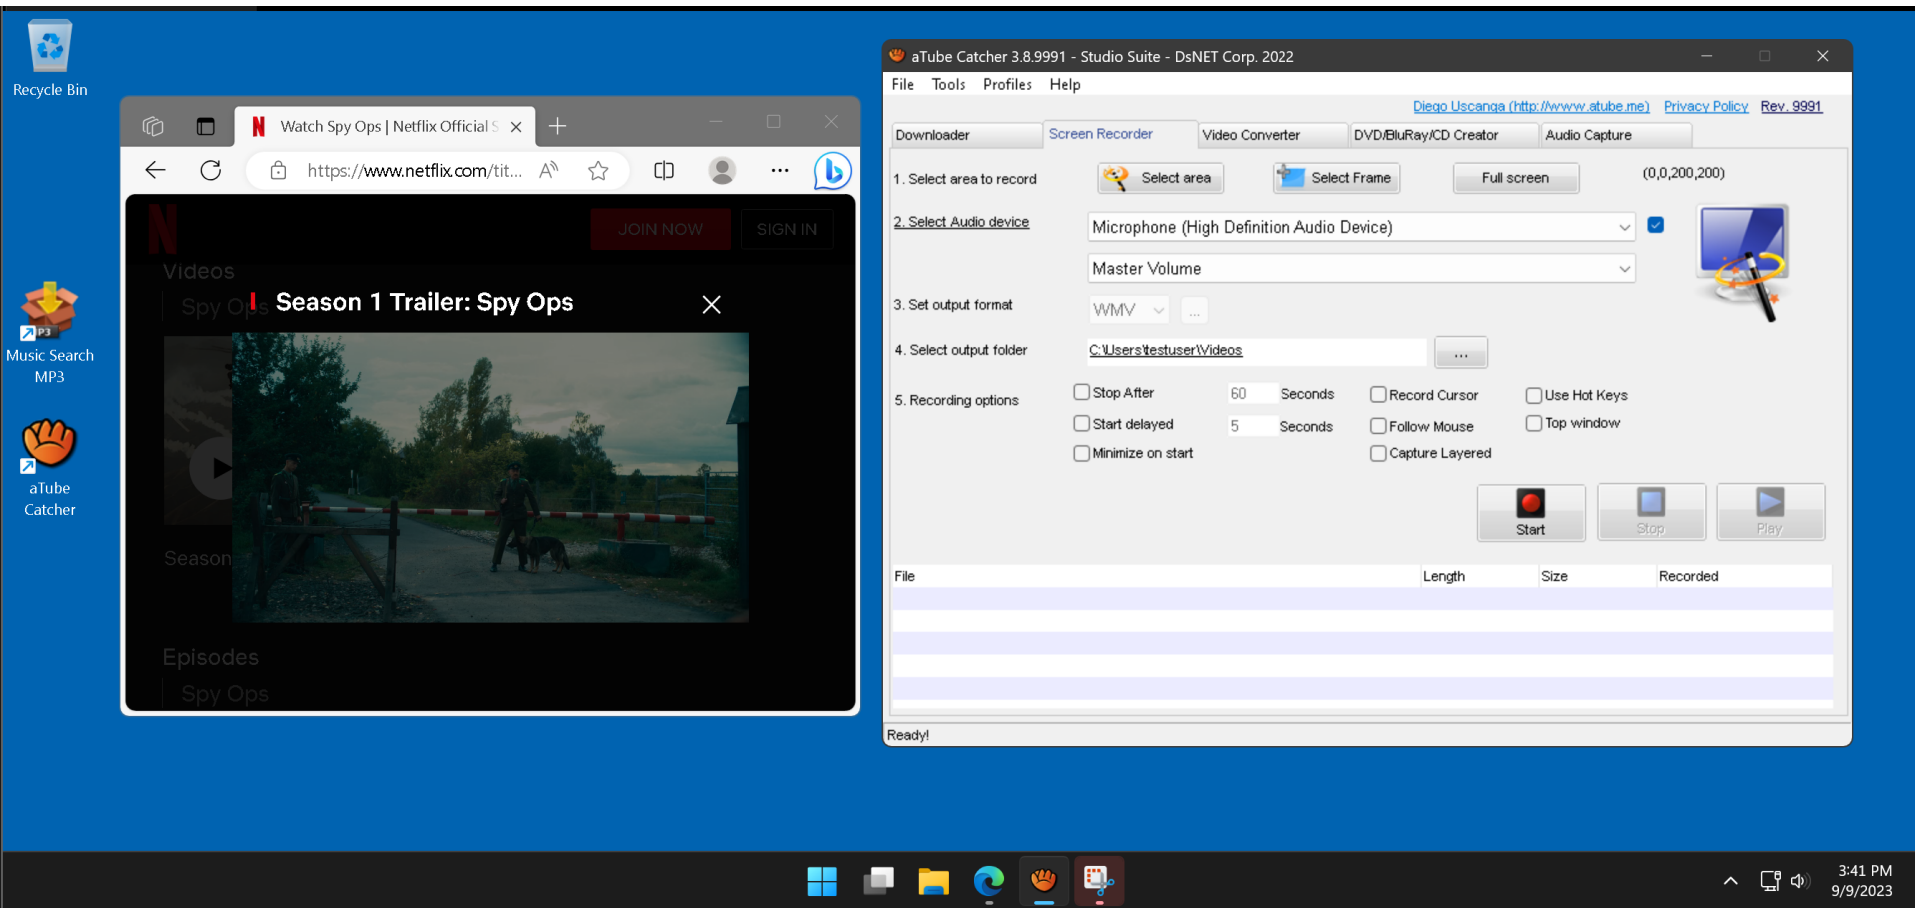 Recycle Bin
Music Search
MP3
aTube
Catcher
Watch Spy Ops | Netflix Official S
https://www.netflix.com/tit...
JOIN NOW
SIGN IN
Videos
Spy Ops
Season 1 Trailer: Spy Ops
Season
Episodes
Spy Ops
aTube Catcher 3.8.9991 - Studio Suite - DsNET Corp. 2022
File Tools Profiles Help
Diego Uscanga (http://www.atube.me) Privacy Policy Rev. 9991
Downloader Screen Recorder Video Converter DVD/BluRay/CD Creator Audio Capture
1. Select area to record Select area Select Frame Full screen (0,0,200,200)
2. Select Audio device Microphone (High Definition Audio Device)
Master Volume
3. Set output format WMV ...
4. Select output folder C:\Users\testuser\Videos ...
5. Recording options
Stop After 60 Seconds Record Cursor Use Hot Keys
Start delayed 5 Seconds Follow Mouse Top window
Minimize on start Capture Layered
Start Stop Play
File Length Size Recorded
Ready!
3:41 PM
9/9/2023